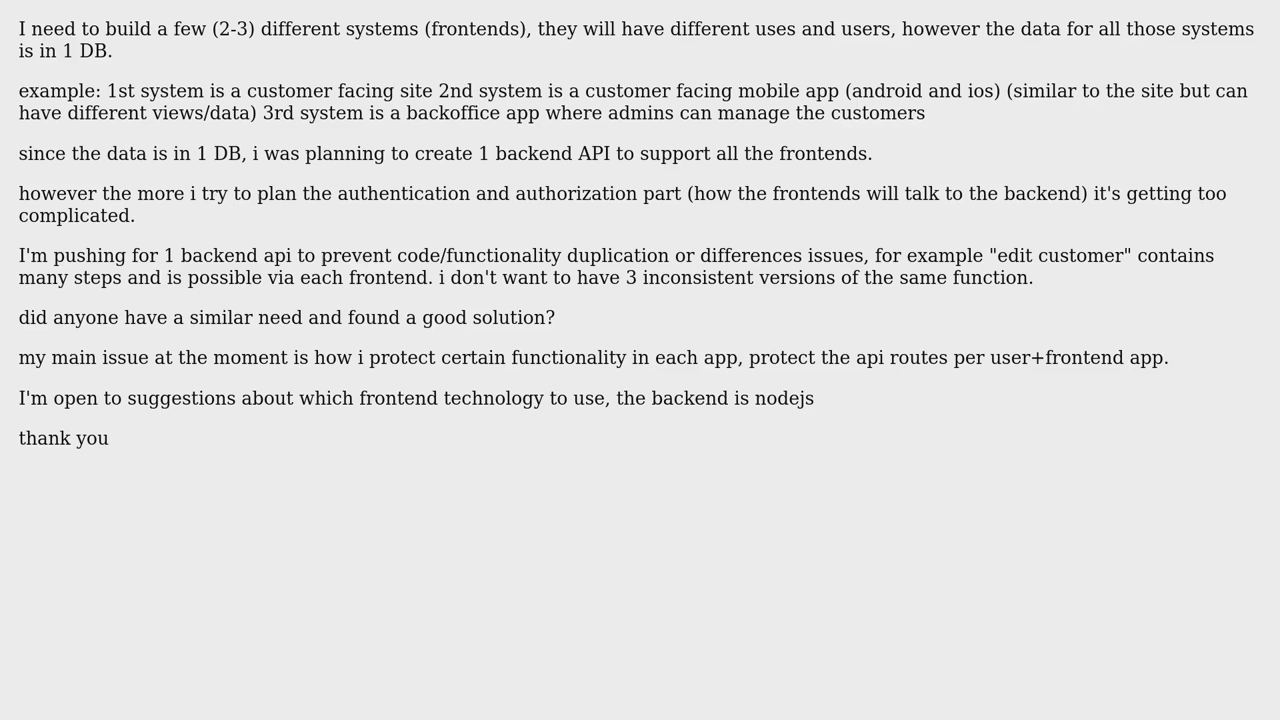 I need to build a few (2-3) different systems (frontends), they will have different uses and users, however the data for all those systems
is in 1 DB.
example: 1st system is a customer facing site 2nd system is a customer facing mobile app (android and ios) (similar to the site but can
have different views/data) 3rd system is a backoffice app where admins can manage the customers
since the data is in 1 DB, i was planning to create 1 backend API to support all the frontends.
however the more i try to plan the authentication and authorization part (how the frontends will talk to the backend) it's getting too
complicated.
I'm pushing for 1 backend api to prevent code/functionality duplication or differences issues, for example "edit customer" contains
many steps and is possible via each frontend. i don't want to have 3 inconsistent versions of the same function.
did anyone have a similar need and found a good solution?
my main issue at the moment is how i protect certain functionality in each app, protect the api routes per user+frontend app.
I'm open to suggestions about which frontend technology to use, the backend is nodejs
thank you